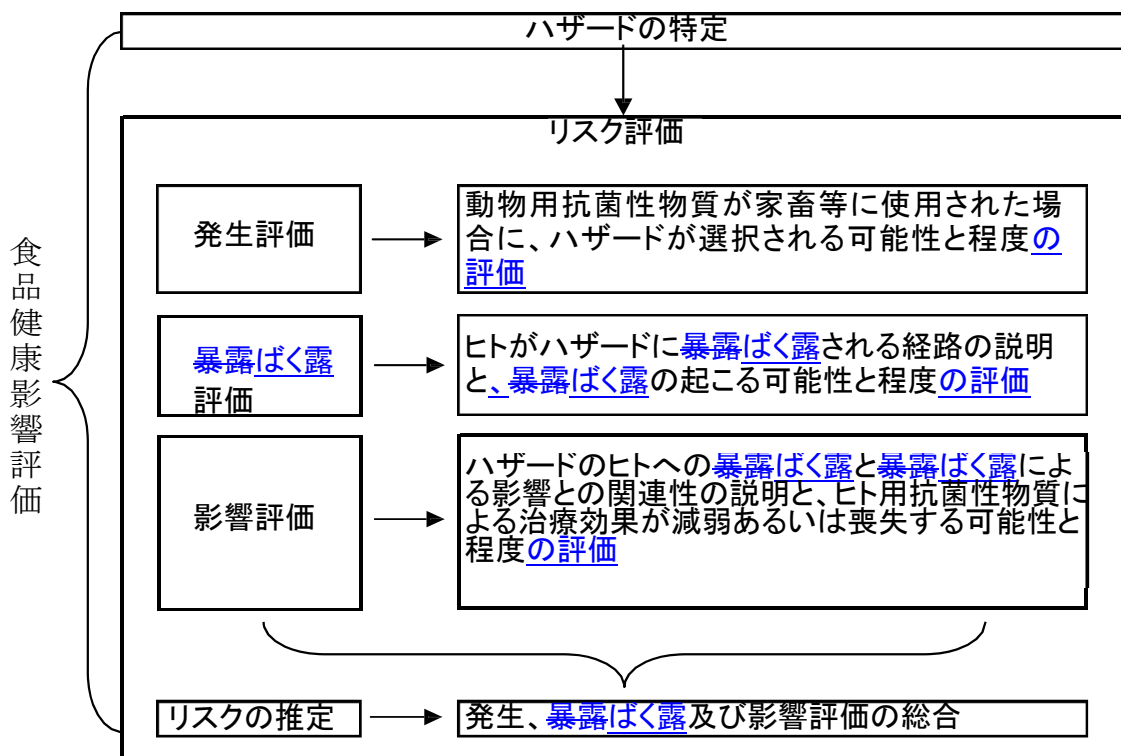 食品健康影響評価
ハザードの特定
リスク評価
発生評価
動物用抗菌性物質が家畜等に使用された場
合に、ハザードが選択される可能性と程度の
評価
暴露ばく露
評価
ヒトがハザードに暴露ばく露される経路の説明
と、暴露ばく露の起こる可能性と程度の評価
影響評価
ハザードのヒトへの暴露ばく露と暴露ばく露によ
る影響との関連性の説明と、ヒト用抗菌性物質に
よる治療効果が減弱あるいは喪失する可能性と
程度の評価
リスクの推定
発生、暴露ばく露及び影響評価の総合